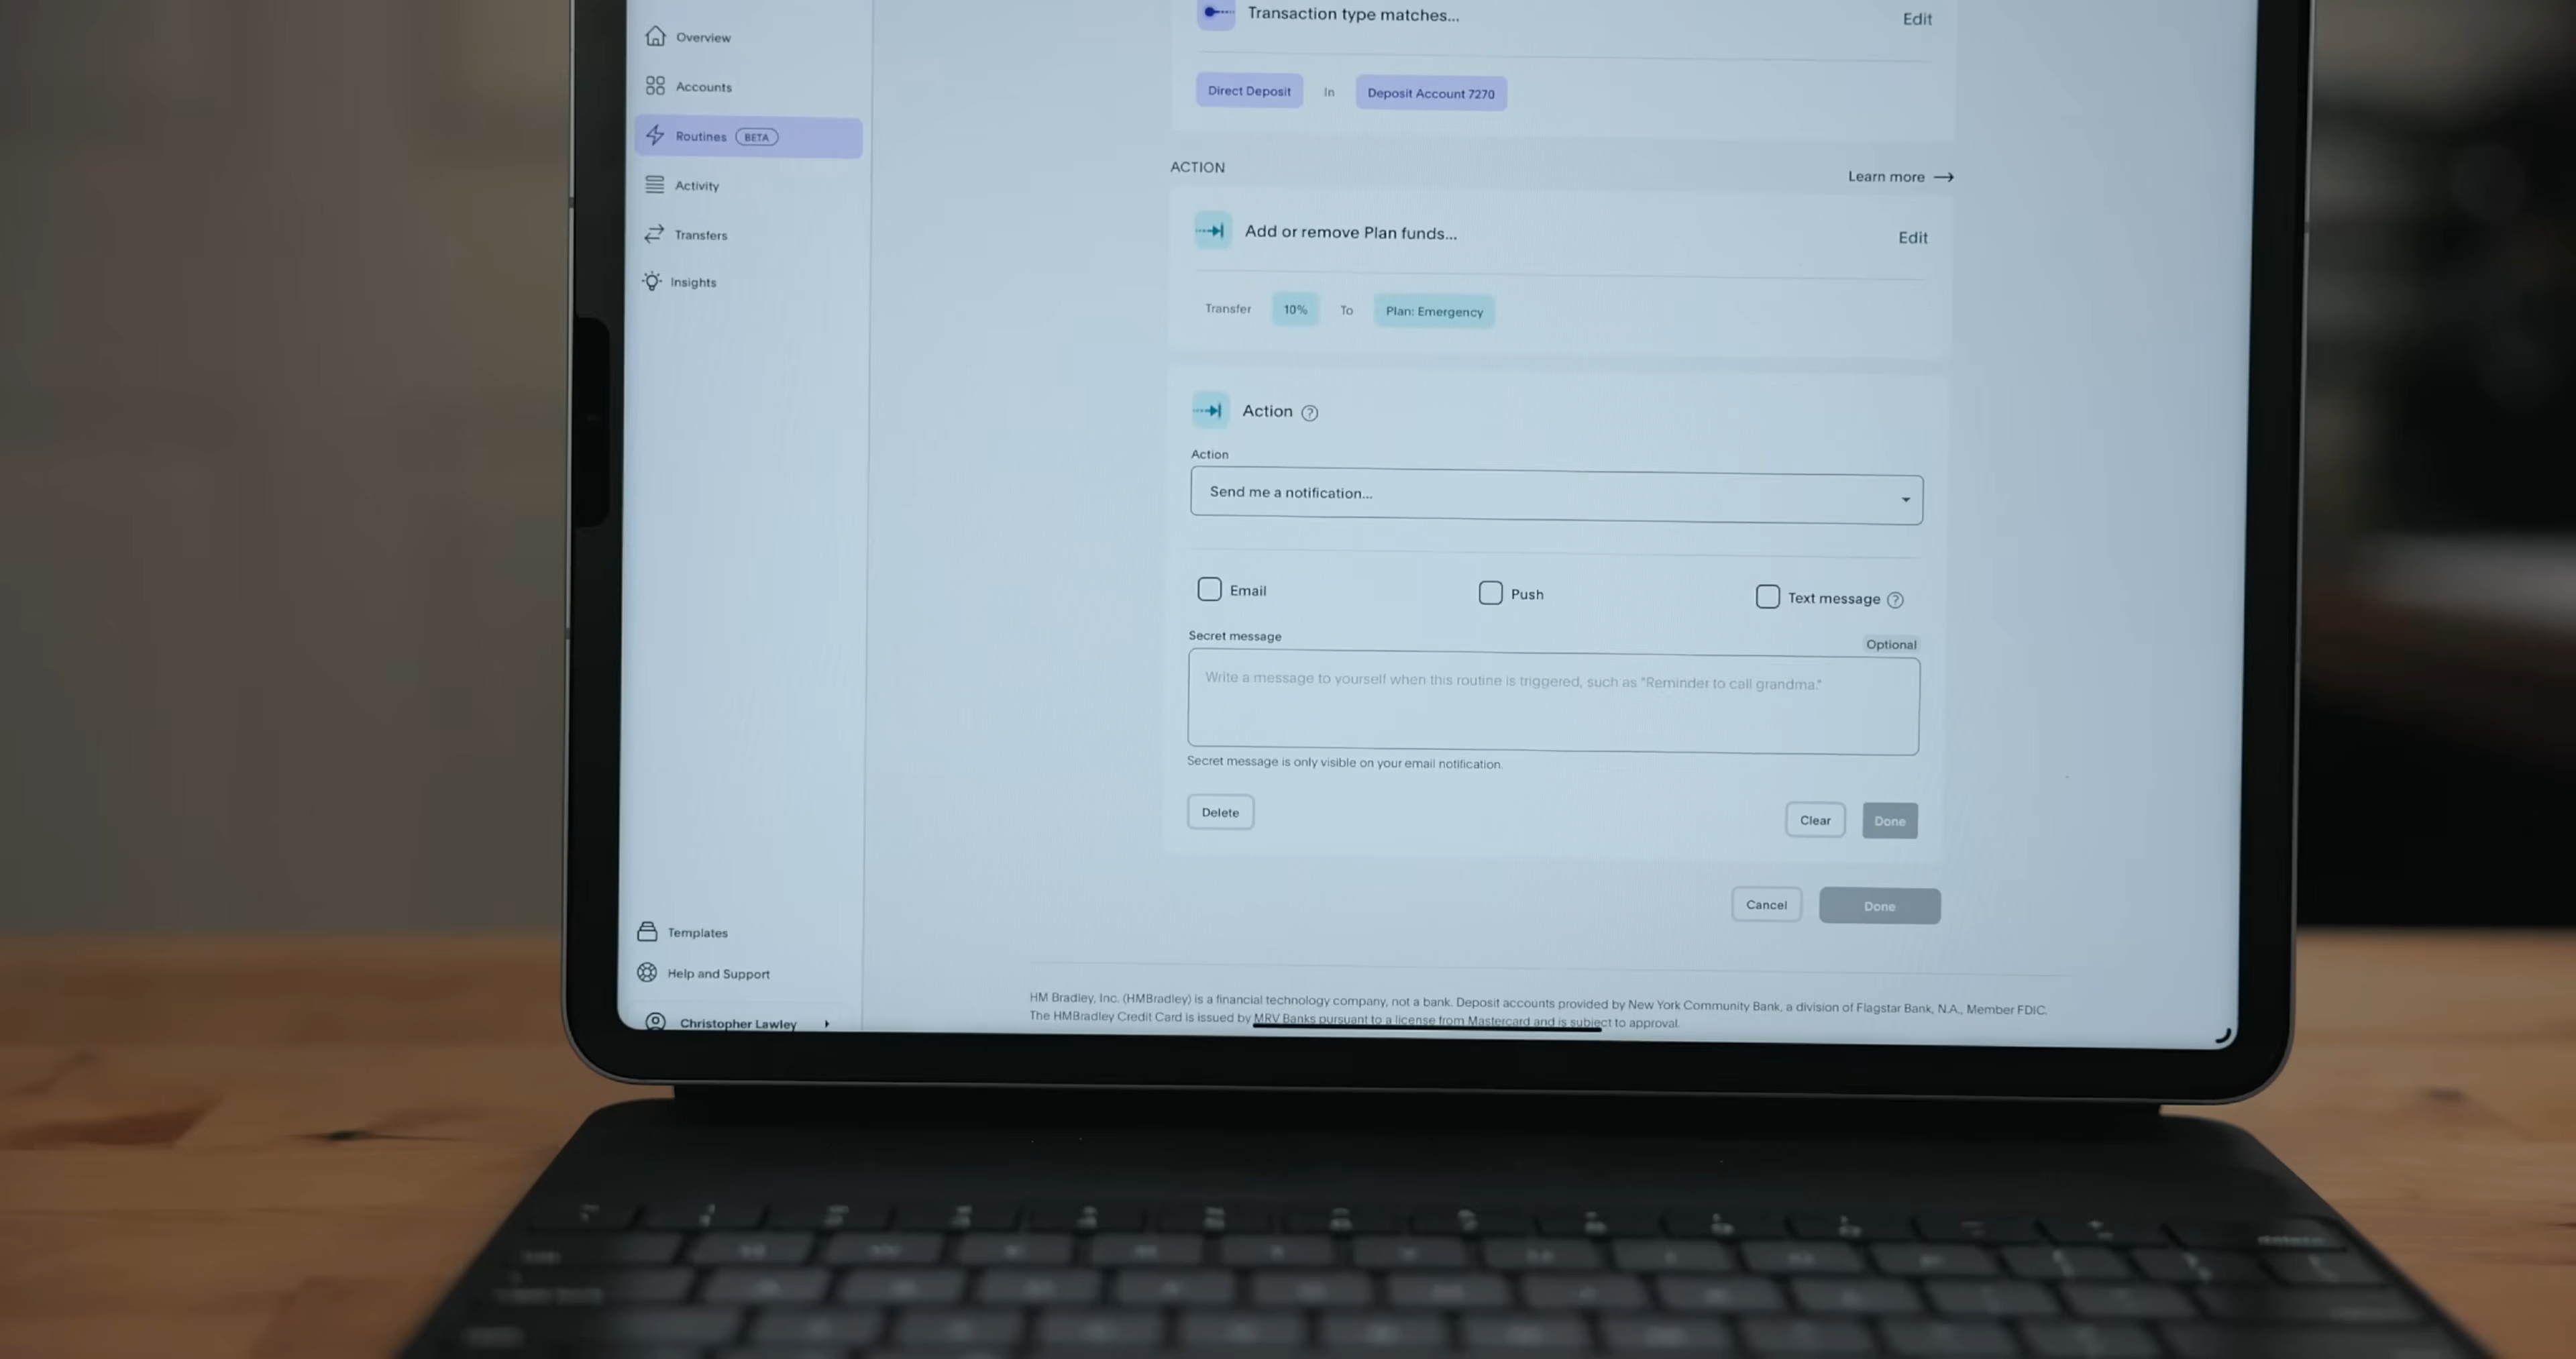 Overview
Accounts
Routines BETA
Activity
Transfers
Insights
Templates
Help and Support
Christopher Lawley
Transaction type matches...
Edit
Direct Deposit In Deposit Account 7270
ACTION
Learn more →
Add or remove Plan funds...
Edit
Transfer 10% To Plan: Emergency
Action ?
Action
Send me a notification...
Email
Push
Text message ?
Secret message
Optional
Write a message to yourself when this routine is triggered, such as "Reminder to call grandma."
Secret message is only visible on your email notification.
Delete
Clear
Done
Cancel
Done
HM Bradley, Inc. (HMBradley) is a financial technology company, not a bank. Deposit accounts provided by New York Community Bank, a division of Flagstar Bank, N.A., Member FDIC.
The HMBradley Credit Card is issued by MRV Banks pursuant to a license from Mastercard and is subject to approval.